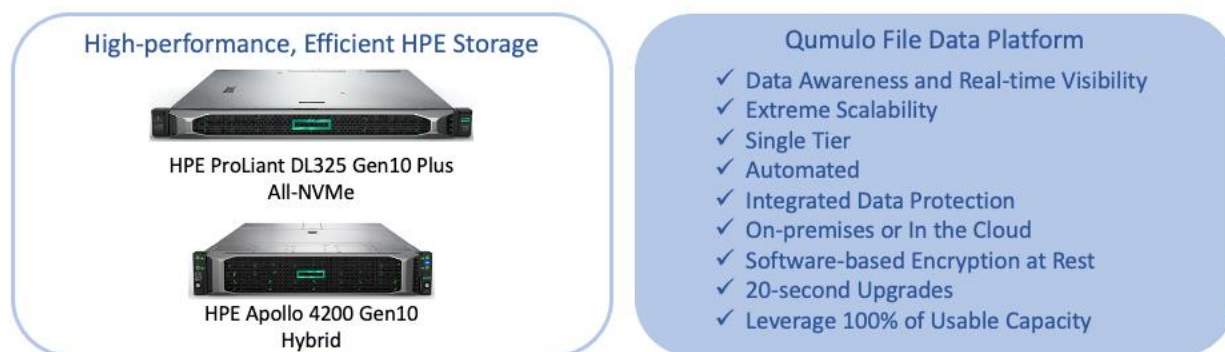 High-performance, Efficient HPE Storage
HPE ProLiant DL325 Gen10 Plus
All-NVMe
HPE Apollo 4200 Gen10
Hybrid
Qumulo File Data Platform
✓ Data Awareness and Real-time Visibility
✓ Extreme Scalability
✓ Single Tier
✓ Automated
✓ Integrated Data Protection
✓ On-premises or In the Cloud
✓ Software-based Encryption at Rest
✓ 20-second Upgrades
✓ Leverage 100% of Usable Capacity